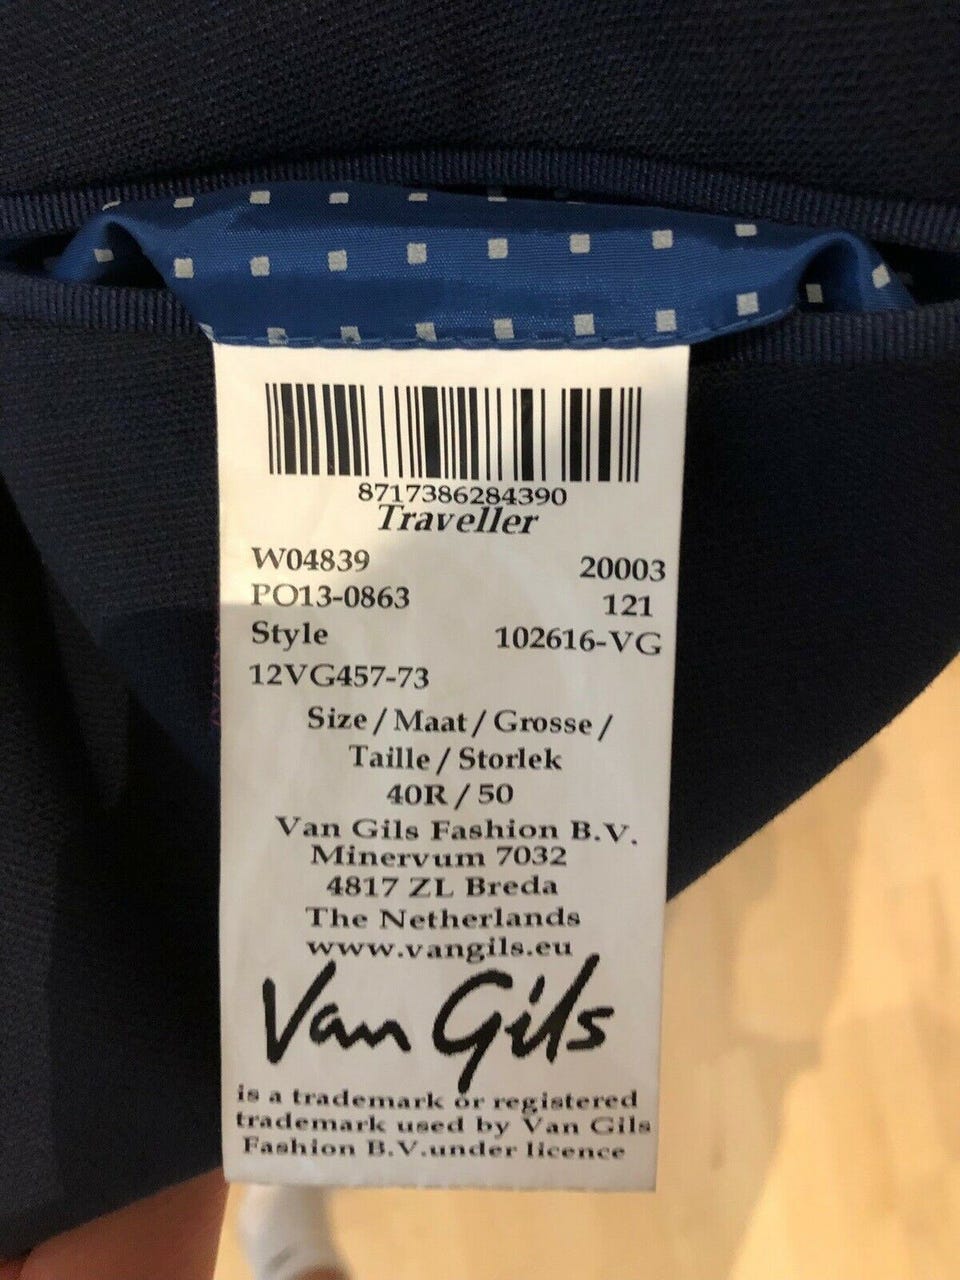 8717386284390
Traveller
W04839 20003
PO13-0863 121
Style 102616-VG
12VG457-73
Size / Maat / Grosse /
Taille / Storlek
40R / 50
Van Gils Fashion B.V.
Minervum 7032
4817 ZL Breda
The Netherlands
www.vangils.eu
Van Gils
is a trademark or registered
trademark used by Van Gils
Fashion B.V.under licence